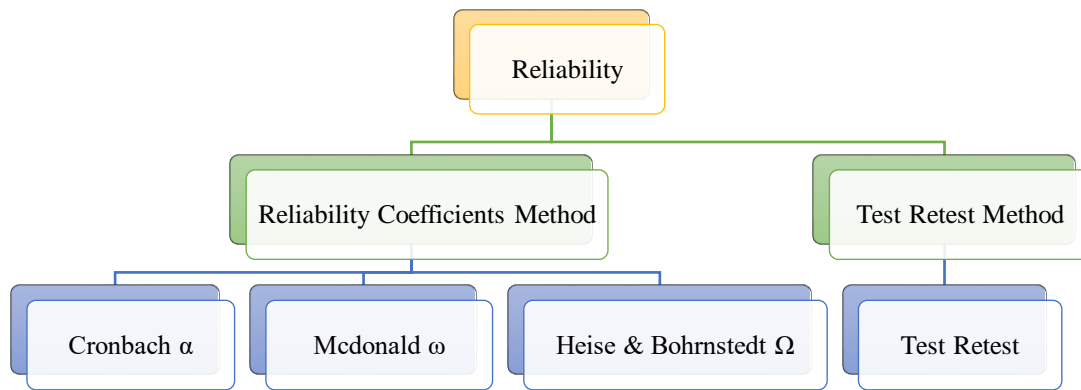 Reliability
Reliability Coefficients Method
Test Retest Method
Cronbach α
Mcdonald ω
Heise & Bohrnstedt Ω
Test Retest